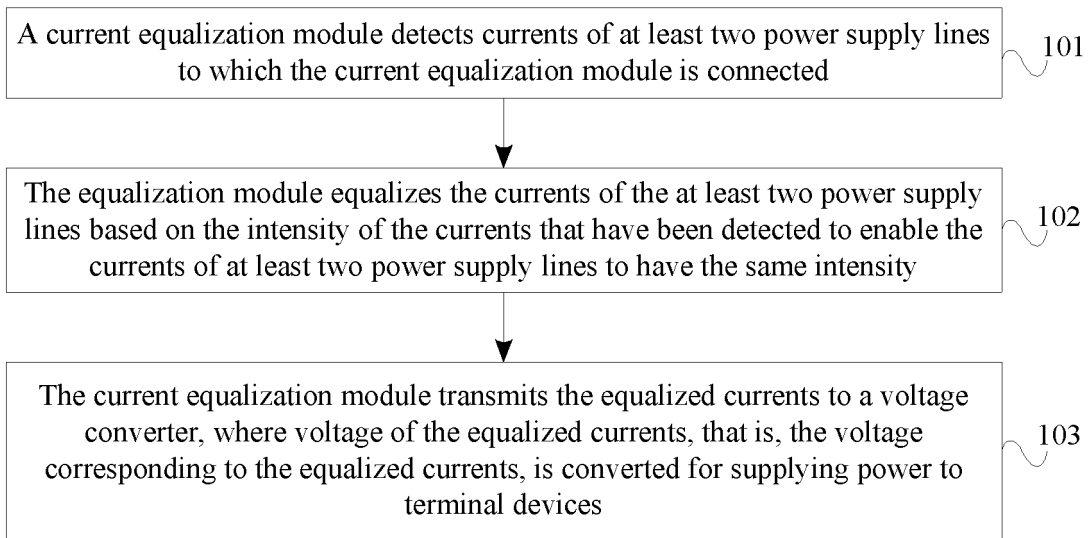 A current equalization module detects currents of at least two power supply lines
to which the current equalization module is connected
101
The equalization module equalizes the currents of the at least two power supply
lines based on the intensity of the currents that have been detected to enable the
currents of at least two power supply lines to have the same intensity
102
The current equalization module transmits the equalized currents to a voltage
converter, where voltage of the equalized currents, that is, the voltage
corresponding to the equalized currents, is converted for supplying power to
terminal devices
103